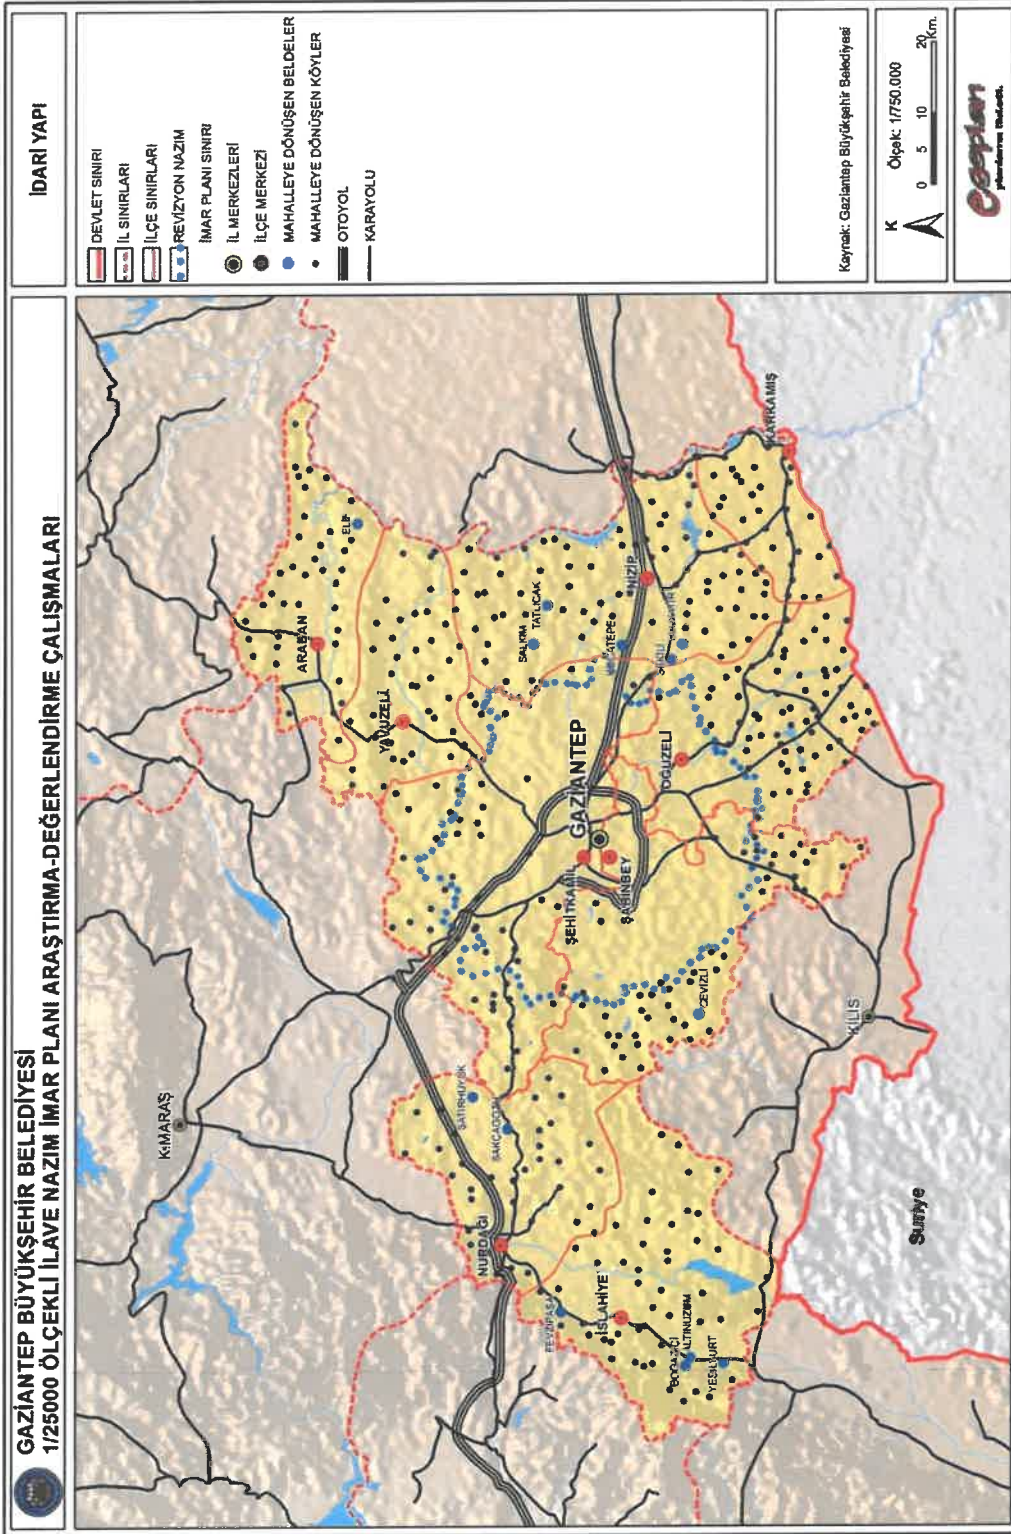 GAZİANTEP BÜYÜKŞEHİR BELEDİYESİ
1/25000 ÖLÇEKLİ İLAVE NAZIM İMAR PLANI ARAŞTIRMA-DEĞERLENDİRME ÇALIŞMALARI
İDARİ YAPI
DEVLET SINIRI
İL SINIRLARI
İLÇE SINIRLARI
REVİZYON NAZIM
İMAR PLANI SINIRI
İL MERKEZLERİ
İLÇE MERKEZİ
MAHALLEYE DÖNÜŞEN BELDELER
MAHALLEYE DÖNÜŞEN KÖYLER
OTOYOL
KARAYOLU
Kaynak: Gaziantep Büyükşehir Belediyesi
K
Ölçek: 1/750.000
0 5 10 20
Km.
K.MARAŞ
ARABAN
ELİF
YAVUZELİ
SALKIM
TATLICAK
NİZİP
KARKAMIŞ
GAZİANTEP
ŞEHİTKAMİL
ŞAHİNBEY
OĞUZELİ
CEVİZLİ
KİLİS
SATIRHÜYÜK
SAKÇAGÖZÜ
NURDAĞI
FEVZİPAŞA
İSLAHİYE
BOĞAZİÇİ
ALTINÜZÜM
YEŞİLYURT
Suriye